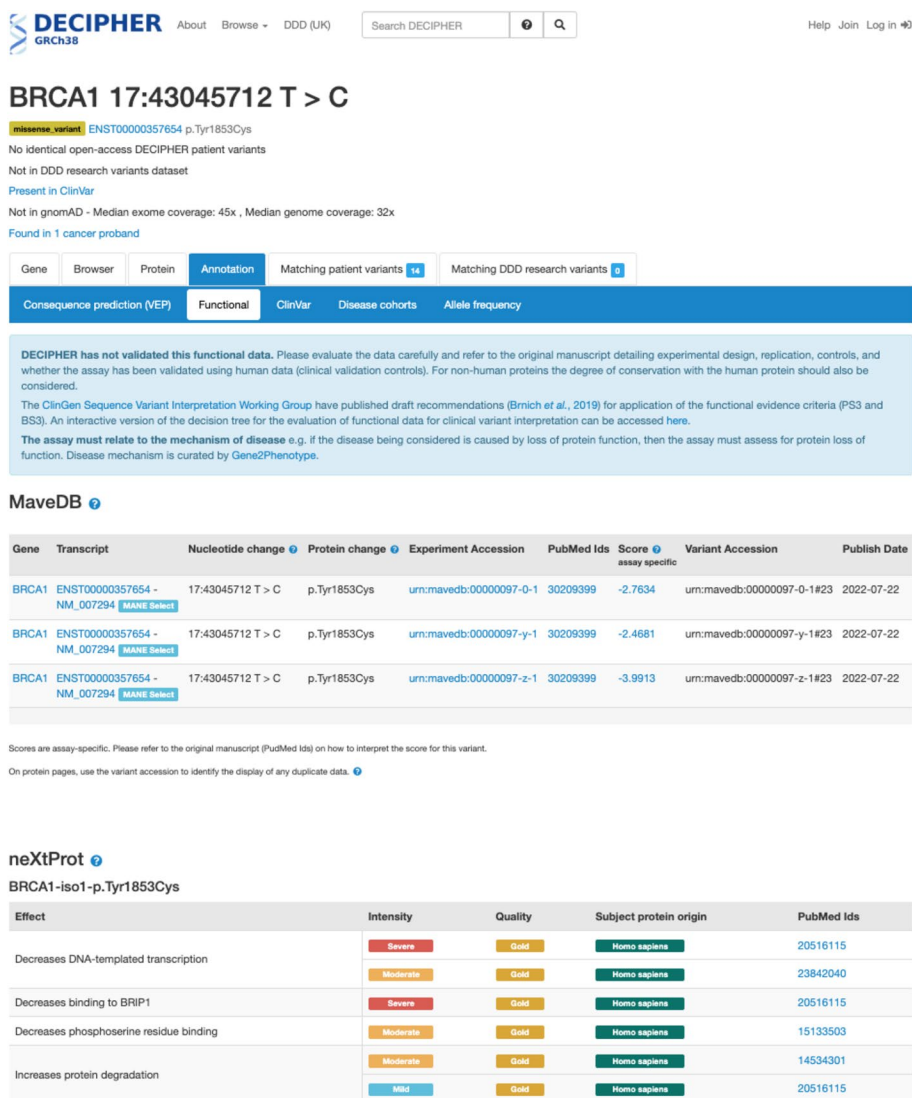 DECIPHER
GRCh38
About Browse DDD (UK) Search DECIPHER Help Join Log in
BRCA1 17:43045712 T > C
missense_variant ENST00000357654 p.Tyr1853Cys
No identical open-access DECIPHER patient variants
Not in DDD research variants dataset
Present in ClinVar
Not in gnomAD - Median exome coverage: 45x , Median genome coverage: 32x
Found in 1 cancer proband
Gene Browser Protein Annotation Matching patient variants 14 Matching DDD research variants 0
Consequence prediction (VEP) Functional ClinVar Disease cohorts Allele frequency
DECIPHER has not validated this functional data. Please evaluate the data carefully and refer to the original manuscript detailing experimental design, replication, controls, and
whether the assay has been validated using human data (clinical validation controls). For non-human proteins the degree of conservation with the human protein should also be
considered.
The ClinGen Sequence Variant Interpretation Working Group have published draft recommendations (Brnich et al., 2019) for application of the functional evidence criteria (PS3 and
BS3). An interactive version of the decision tree for the evaluation of functional data for clinical variant interpretation can be accessed here.
The assay must relate to the mechanism of disease e.g. if the disease being considered is caused by loss of protein function, then the assay must assess for protein loss of
function. Disease mechanism is curated by Gene2Phenotype.
MaveDB ?
Gene Transcript Nucleotide change ? Protein change ? Experiment Accession PubMed Ids Score ? Variant Accession Publish Date
assay specific
BRCA1 ENST00000357654 - 17:43045712 T > C p.Tyr1853Cys urn:mavedb:00000097-0-1 30209399 -2.7634 urn:mavedb:00000097-0-1#23 2022-07-22
NM_007294 MANE Select
BRCA1 ENST00000357654 - 17:43045712 T > C p.Tyr1853Cys urn:mavedb:00000097-y-1 30209399 -2.4681 urn:mavedb:00000097-y-1#23 2022-07-22
NM_007294 MANE Select
BRCA1 ENST00000357654 - 17:43045712 T > C p.Tyr1853Cys urn:mavedb:00000097-z-1 30209399 -3.9913 urn:mavedb:00000097-z-1#23 2022-07-22
NM_007294 MANE Select
Scores are assay-specific. Please refer to the original manuscript (PudMed Ids) on how to interpret the score for this variant.
On protein pages, use the variant accession to identify the display of any duplicate data. ?
neXtProt ?
BRCA1-iso1-p.Tyr1853Cys
Effect Intensity Quality Subject protein origin PubMed Ids
Decreases DNA-templated transcription
Severe Gold Homo sapiens 20516115
Moderate Gold Homo sapiens 23842040
Decreases binding to BRIP1 Severe Gold Homo sapiens 20516115
Decreases phosphoserine residue binding Moderate Gold Homo sapiens 15133503
Increases protein degradation
Moderate Gold Homo sapiens 14534301
Mild Gold Homo sapiens 20516115